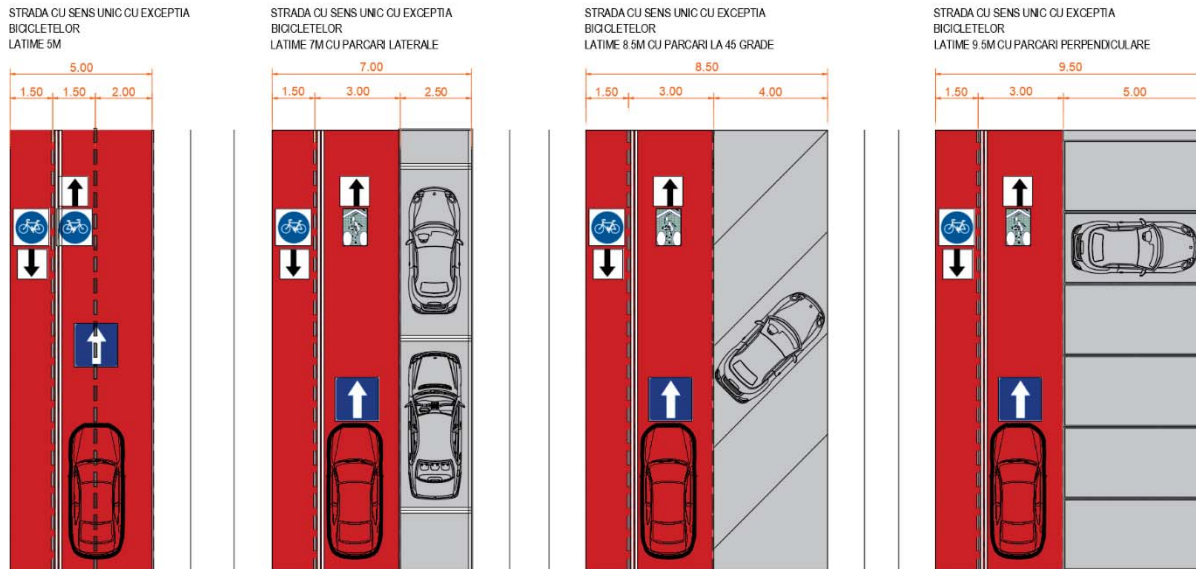 STRADA CU SENS UNIC CU EXCEPTIA
BICICLETELOR
LATIME 5M
5.00
1.50 1.50 2.00
STRADA CU SENS UNIC CU EXCEPTIA
BICICLETELOR
LATIME 7M CU PARCARI LATERALE
7.00
1.50 3.00 2.50
STRADA CU SENS UNIC CU EXCEPTIA
BICICLETELOR
LATIME 8.5M CU PARCARI LA 45 GRADE
8.50
1.50 3.00 4.00
STRADA CU SENS UNIC CU EXCEPTIA
BICICLETELOR
LATIME 9.5M CU PARCARI PERPENDICULARE
9.50
1.50 3.00 5.00